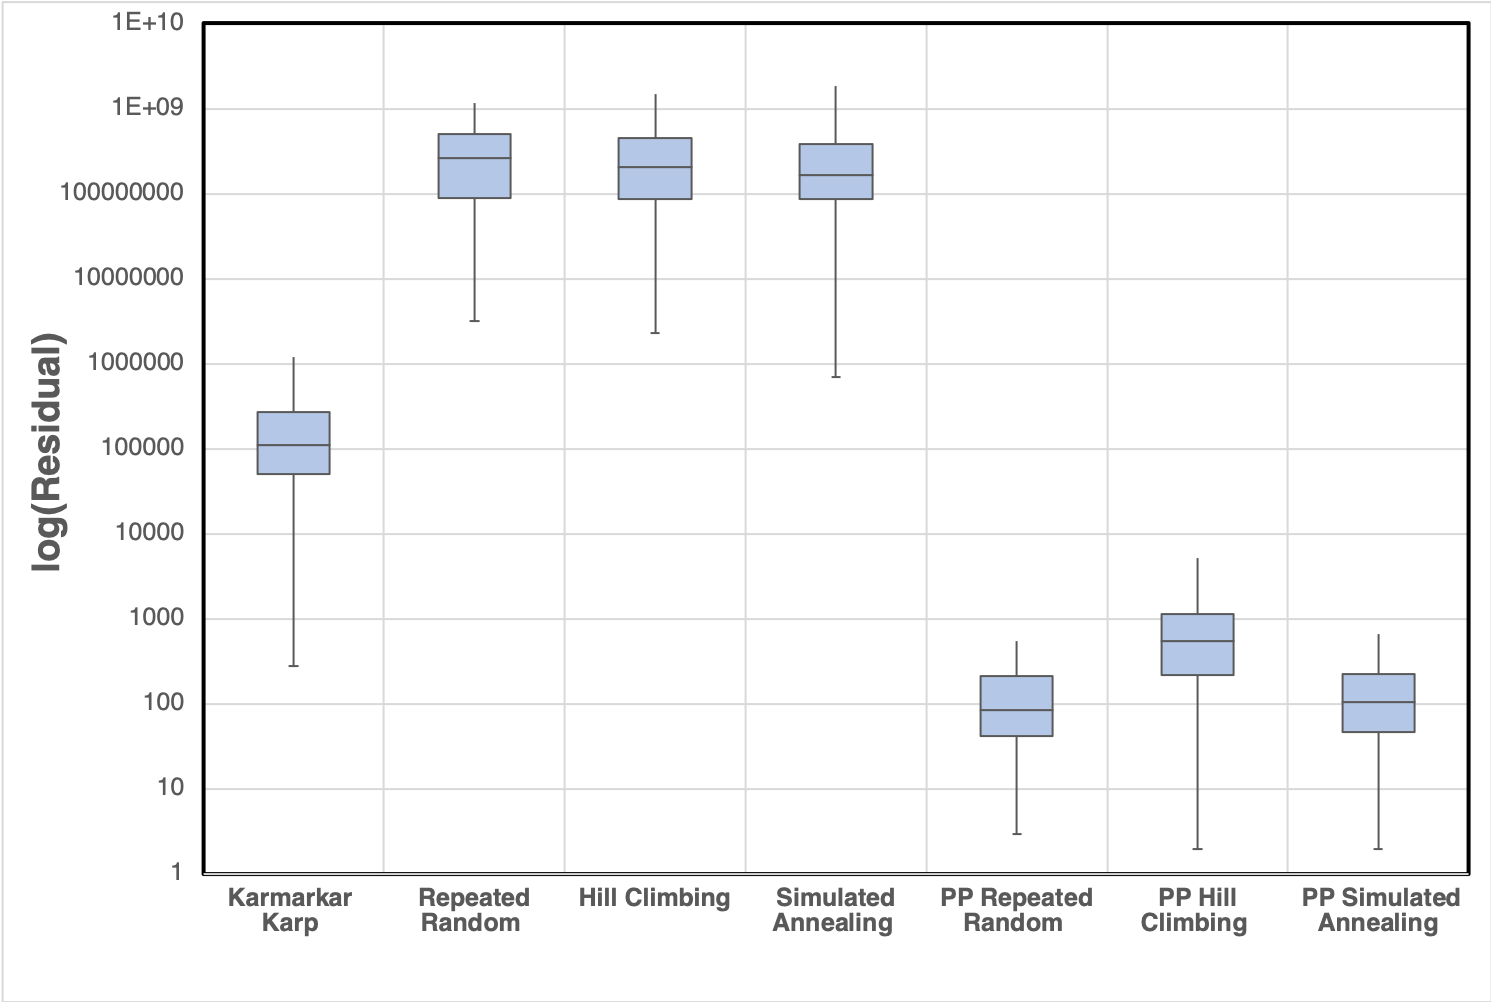 1E+10
1E+09
100000000
10000000
1000000
100000
10000
1000
100
10
1
log(Residual)
Karmarkar
Karp
Repeated
Random
Hill Climbing
Simulated
Annealing
PP Repeated
Random
PP Hill
Climbing
PP Simulated
Annealing